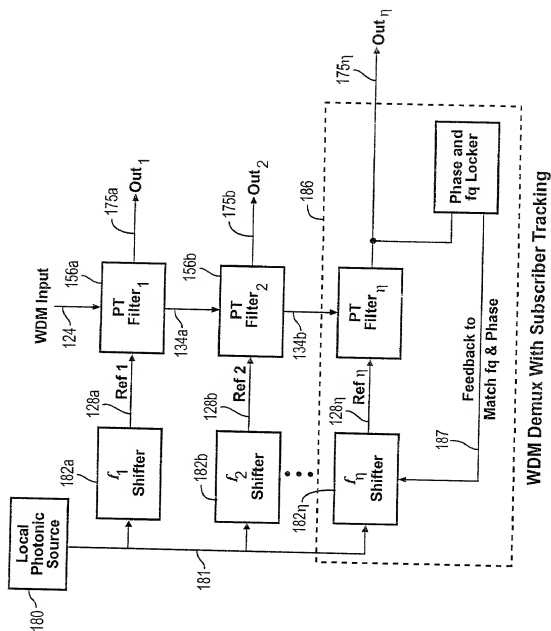 WDM Input
124
156a
PT
Filter1
175a
Out1
134a
156b
PT
Filter2
175b
Out2
134b
186
PT
Filterη
175η
Outη
Local
Photonic
Source
180
181
182a
f1
Shifter
128a
Ref 1
182b
f2
Shifter
128b
Ref 2
182η
fη
Shifter
128η
Ref η
Phase and
fq Locker
Feedback to
Match fq & Phase
187
WDM Demux With Subscriber Tracking